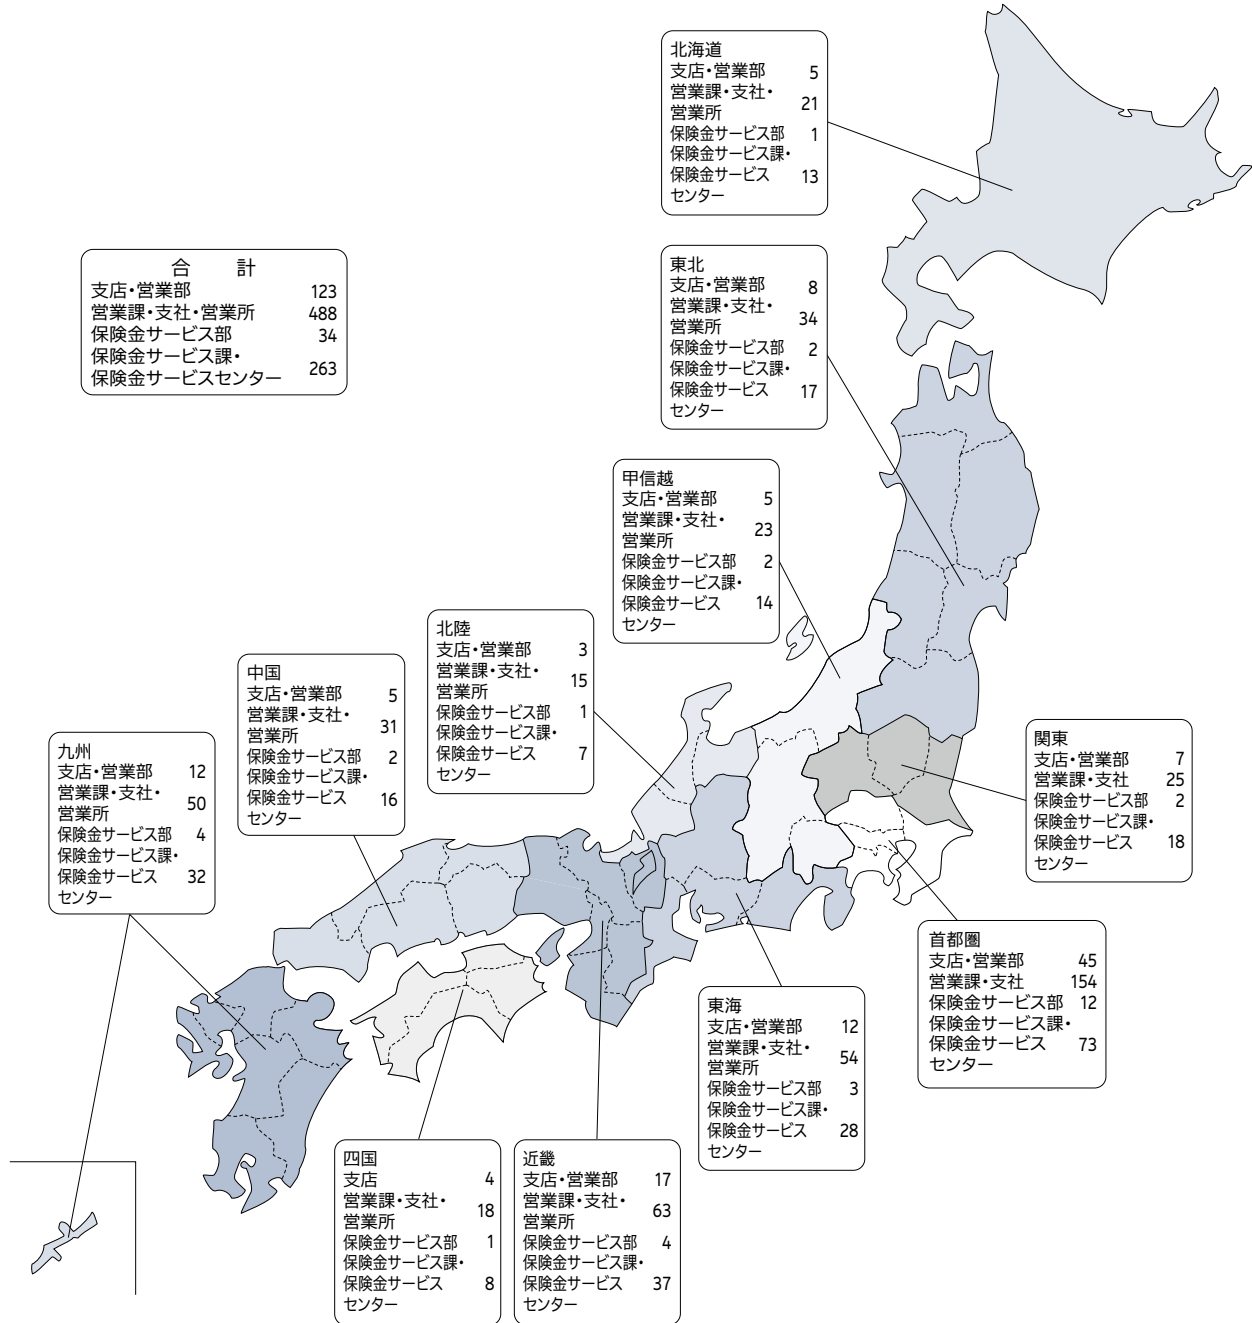 北海道
支店・営業部 5
営業課・支社・
営業所 21
保険金サービス部 1
保険金サービス課・
保険金サービス 13
センター
合 計
支店・営業部 123
営業課・支社・営業所 488
保険金サービス部 34
保険金サービス課・
保険金サービスセンター 263
東北
支店・営業部 8
営業課・支社・
営業所 34
保険金サービス部 2
保険金サービス課・
保険金サービス 17
センター
甲信越
支店・営業部 5
営業課・支社・
営業所 23
保険金サービス部 2
保険金サービス課・
保険金サービス 14
センター
北陸
支店・営業部 3
営業課・支社・
営業所 15
保険金サービス部 1
保険金サービス課・
保険金サービス 7
センター
中国
支店・営業部 5
営業課・支社・
営業所 31
保険金サービス部 2
保険金サービス課・
保険金サービス 16
センター
九州
支店・営業部 12
営業課・支社・
営業所 50
保険金サービス部 4
保険金サービス課・
保険金サービス 32
センター
関東
支店・営業部 7
営業課・支社 25
保険金サービス部 2
保険金サービス課・
保険金サービス 18
センター
首都圏
支店・営業部 45
営業課・支社 154
保険金サービス部 12
保険金サービス課・
保険金サービス 73
センター
東海
支店・営業部 12
営業課・支社・
営業所 54
保険金サービス部 3
保険金サービス課・
保険金サービス 28
センター
四国
支店 4
営業課・支社・
営業所 18
保険金サービス部 1
保険金サービス課・
保険金サービス 8
センター
近畿
支店・営業部 17
営業課・支社・
営業所 63
保険金サービス部 4
保険金サービス課・
保険金サービス 37
センター